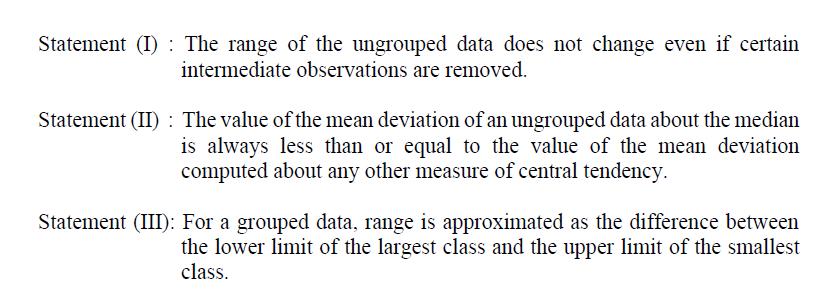 Statement (I) : The range of the ungrouped data does not change even if certain
intermediate observations are removed.
Statement (II) : The value of the mean deviation of an ungrouped data about the median
is always less than or equal to the value of the mean deviation
computed about any other measure of central tendency.
Statement (III): For a grouped data, range is approximated as the difference between
the lower limit of the largest class and the upper limit of the smallest
class.